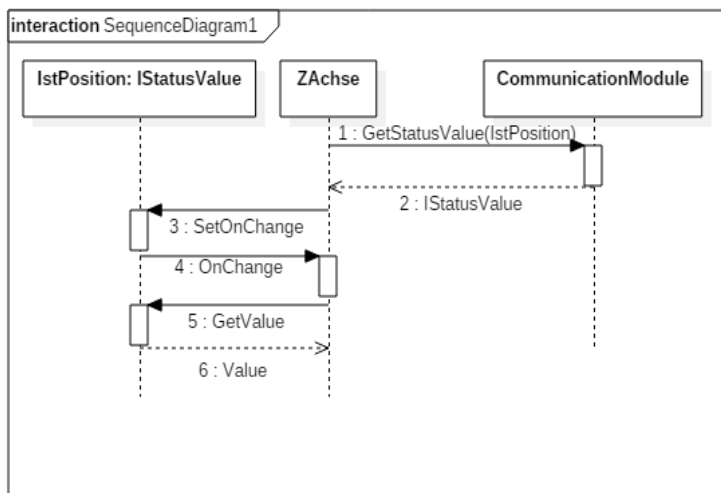 interaction SequenceDiagram1
IstPosition: IStatusValue
ZAchse
CommunicationModule
1 : GetStatusValue(IstPosition)
2 : IStatusValue
3 : SetOnChange
4 : OnChange
5 : GetValue
6 : Value